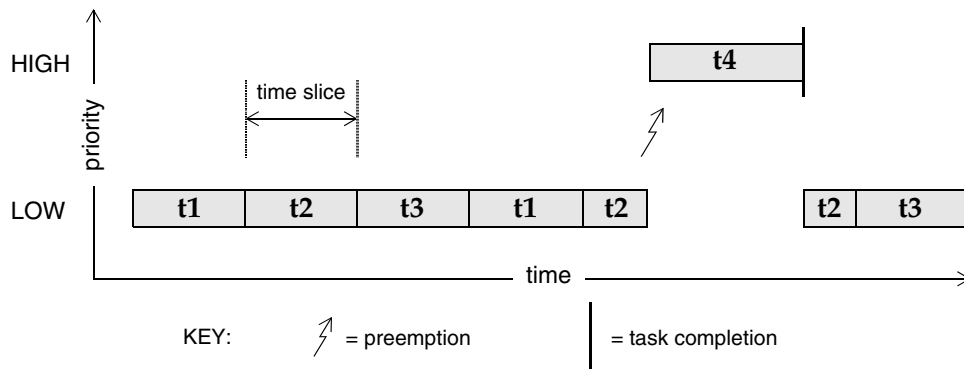 HIGH
t4
time slice
priority
LOW
t1 t2 t3 t1 t2 t2 t3
time
KEY: = preemption = task completion